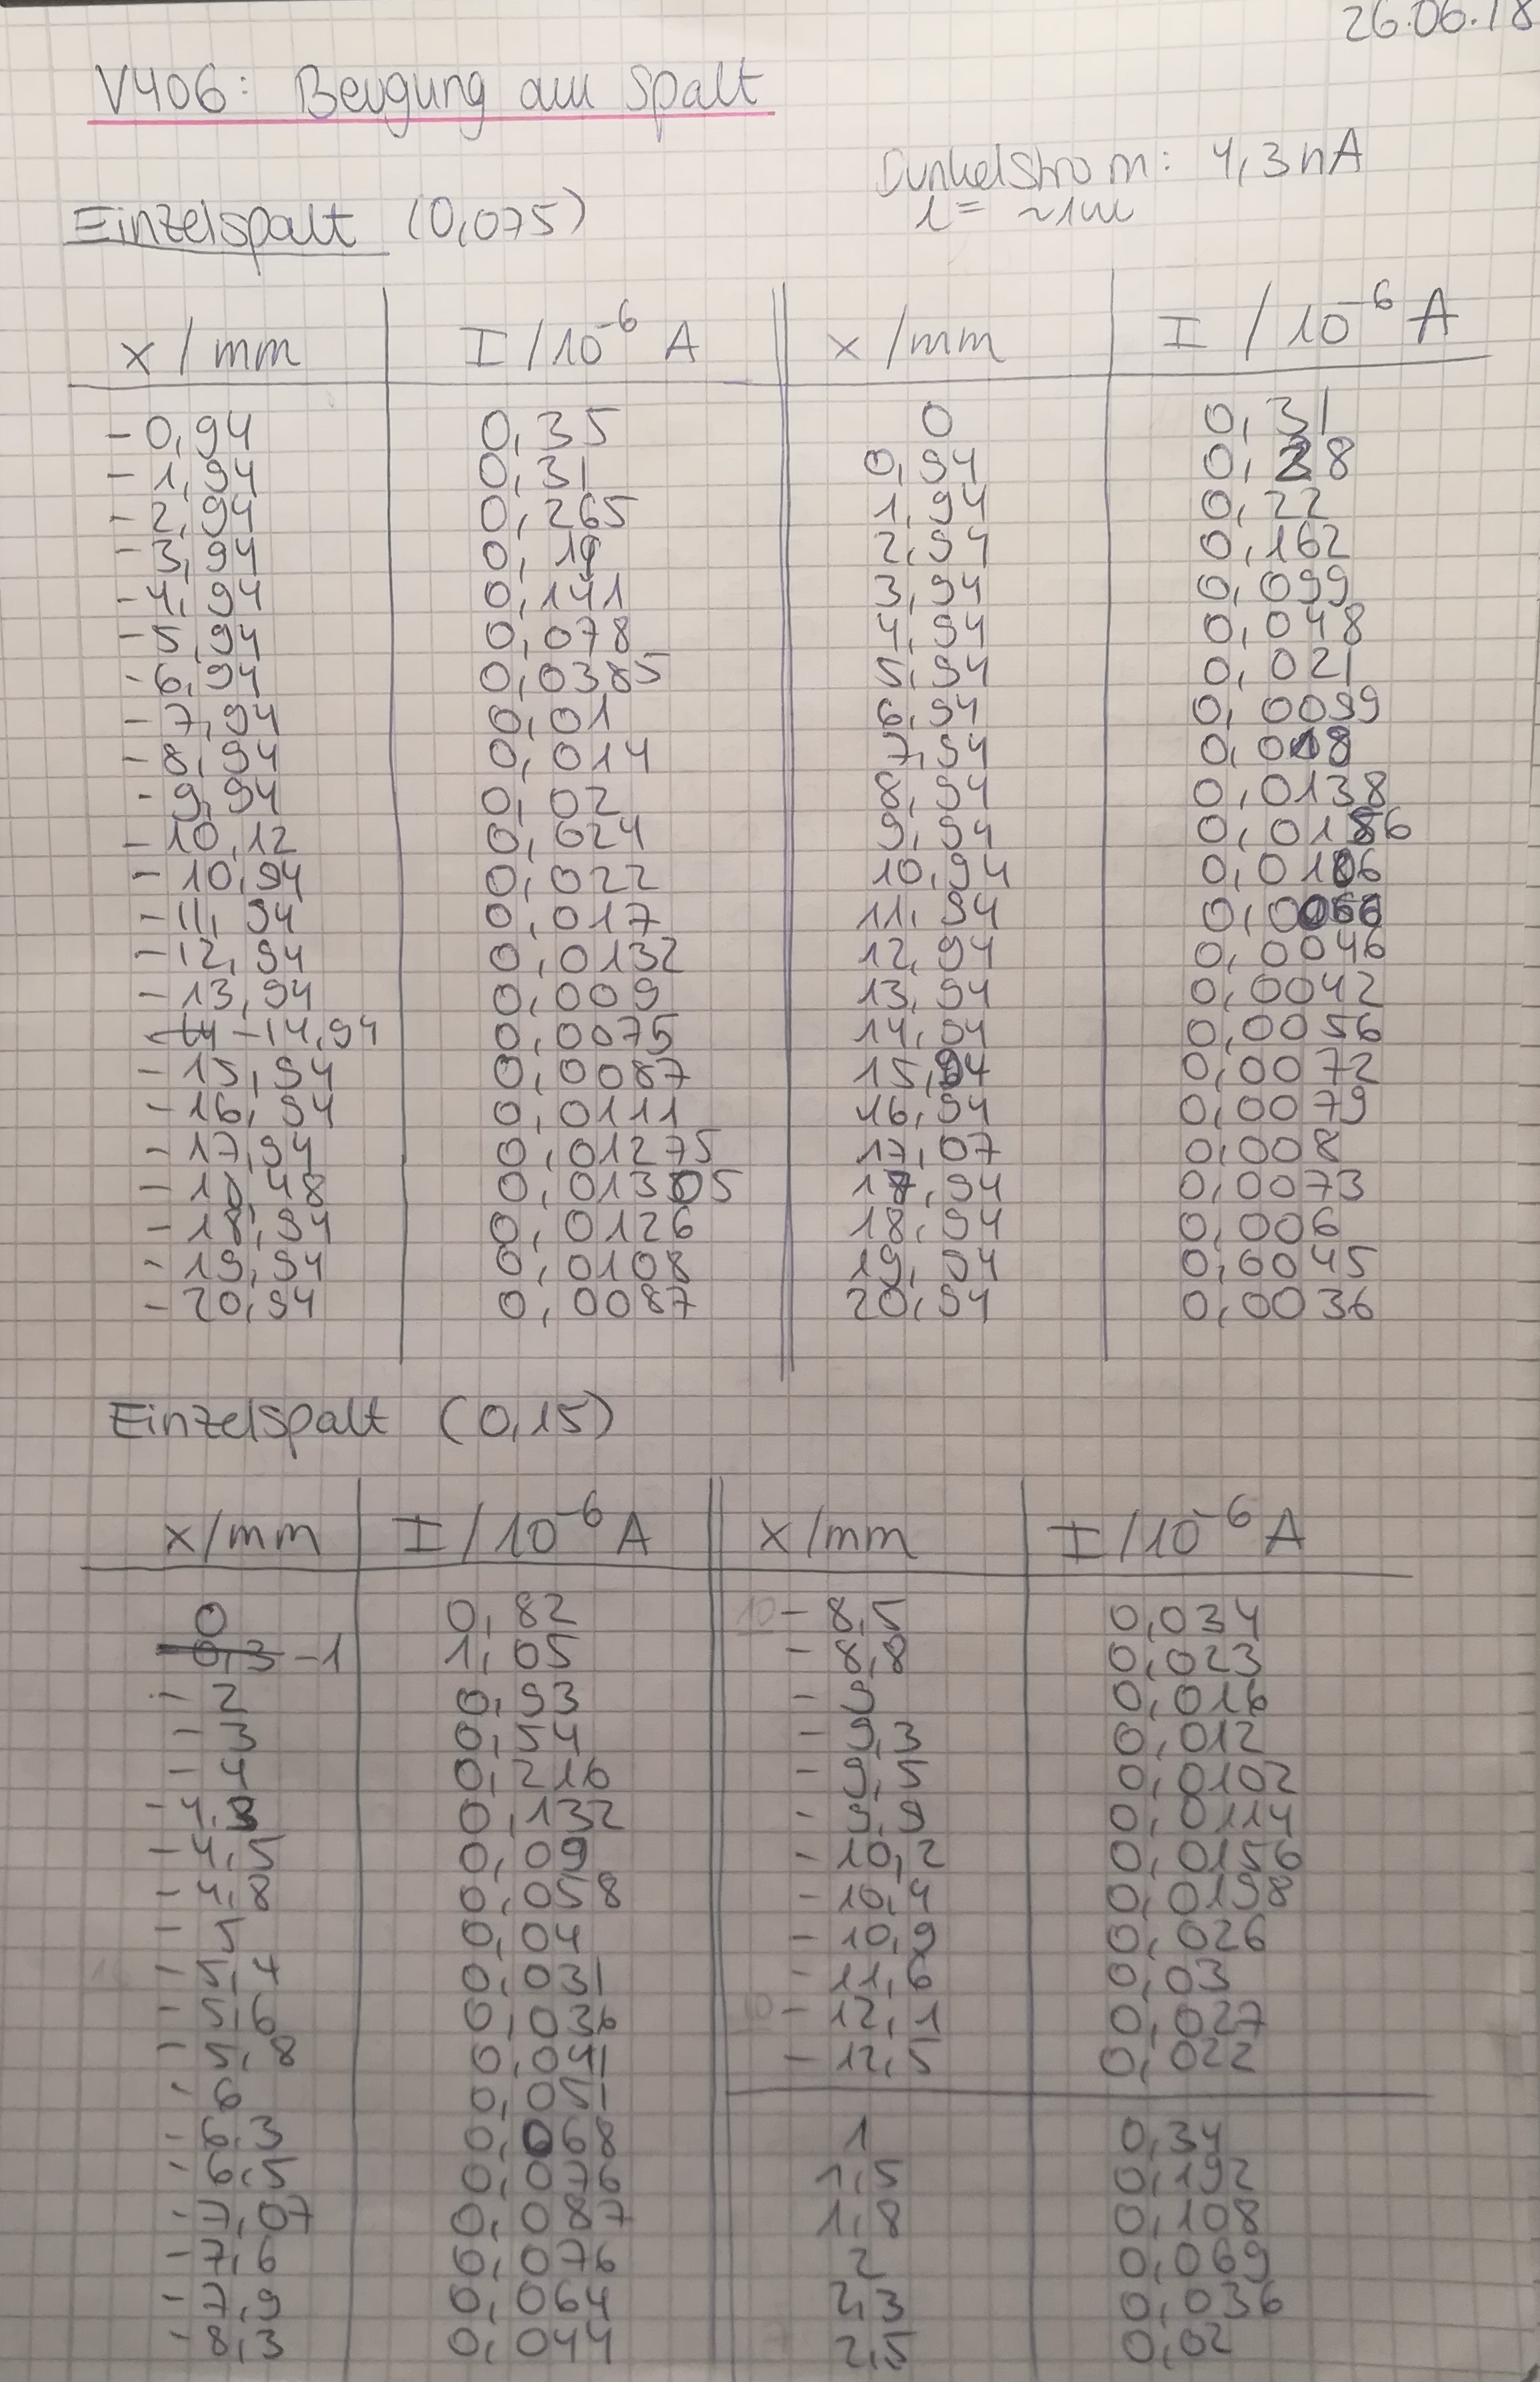 26.06.18
V406: Beugung am Spalt
Dunkelstrom: 4,3nA
Einzelspalt (0,075) l = ~1m
x / mm I /10^-6 A x /mm I / 10^-6 A
-0,94 0,35 0 0,31
-1,94 0,31 0,94 0,28
-2,94 0,265 1,94 0,22
-3,94 0,19 2,94 0,162
-4,94 0,141 3,94 0,099
-5,94 0,078 4,94 0,048
-6,94 0,0385 5,94 0,021
-7,94 0,01 6,94 0,0099
-8,94 0,014 7,94
-9,94 0,02 8,94 0,0138
-10,12 0,024 9,94
-10,94 0,022 10,94
-11,94 0,017 11,94
-12,94 0,0132 12,94 0,0046
-13,94 0,009 13,94 0,0042
-14,94 0,0075 14,94 0,0056
-15,94 0,0087 15,94 0,0072
-16,94 0,0111 16,94 0,0079
-17,94 0,01275 17,07 0,008
-18,48 17,94 0,0073
-18,94 0,0126 18,94 0,006
-19,94 0,0108 19,94 0,0045
-20,94 0,0087 20,94 0,0036
Einzelspalt (0,15)
x/mm I/10^-6 A x/mm I/10^-6 A
0 0,82 -8,5 0,034
0,3 -1 1,05 -8,8 0,023
-2 0,93 -9 0,016
-3 0,54 -9,3 0,012
-4 0,216 -9,5 0,0102
-4,3 0,132 -9,9 0,0114
-4,5 0,09 -10,2 0,0156
-4,8 0,058 -10,4 0,0198
-5 0,04 -10,9 0,026
-5,4 0,031 -11,6 0,03
-5,6 0,036 -12,1 0,027
-5,8 0,041 -12,5 0,022
-6 0,051
-6,3 0,068 1 0,34
-6,5 0,076 1,5 0,192
-7,07 0,087 1,8 0,108
-7,6 0,076 2 0,069
-7,9 0,064 2,3 0,036
-8,3 0,044 2,5 0,02